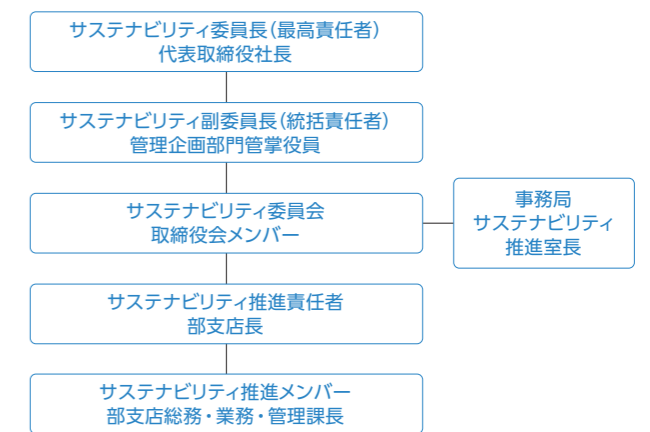 サステナビリティ委員長(最高責任者)
代表取締役社長
サステナビリティ副委員長(統括責任者)
管理企画部門管掌役員
サステナビリティ委員会
取締役会メンバー
事務局
サステナビリティ
推進室長
サステナビリティ推進責任者
部支店長
サステナビリティ推進メンバー
部支店総務・業務・管理課長